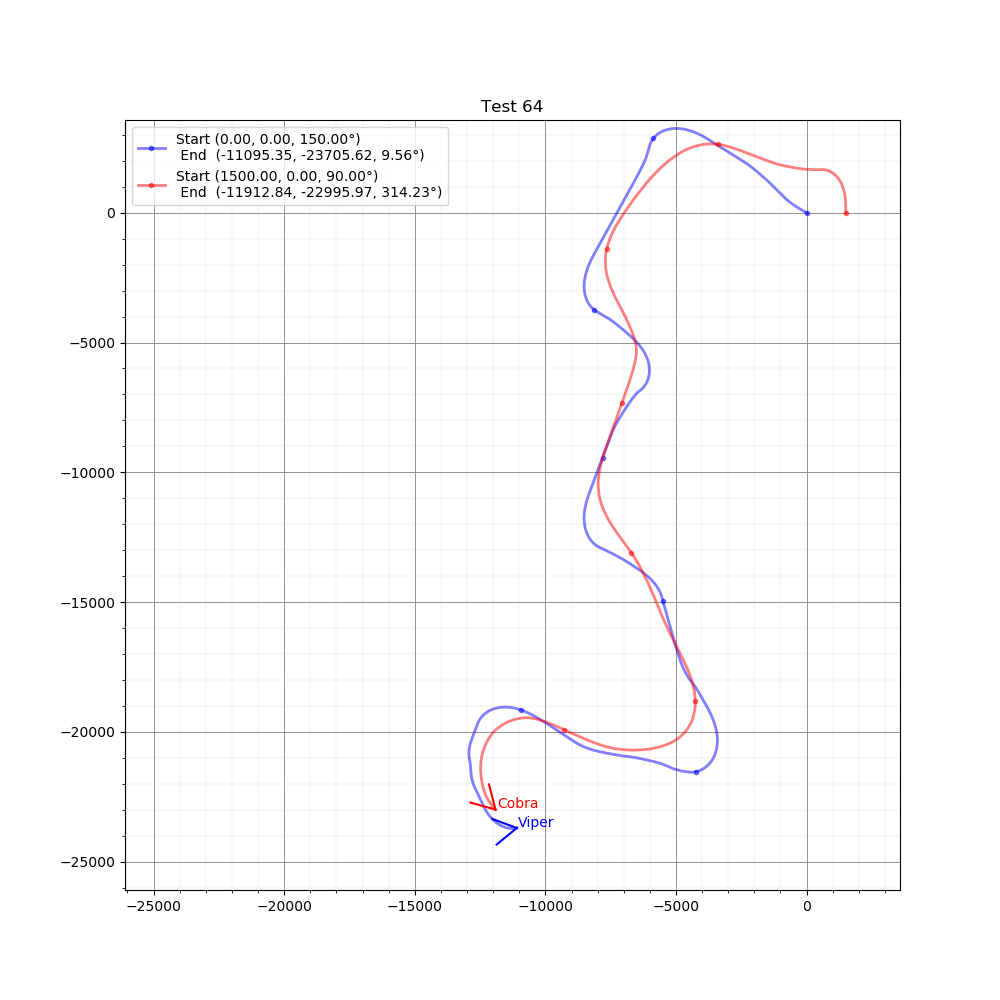 Test 64
Start (0.00, 0.00, 150.00°)
End (-11095.35, -23705.62, 9.56°)
Start (1500.00, 0.00, 90.00°)
End (-11912.84, -22995.97, 314.23°)
0
−5000
−10000
−15000
−20000
−25000
Cobra
Viper
−25000 −20000 −15000 −10000 −5000 0